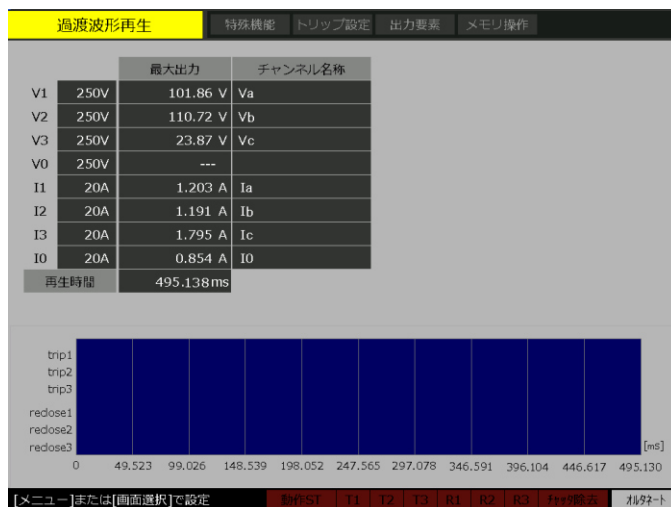 過渡波形再生 特殊機能 トリップ設定 出力要素 メモリ操作
最大出力 チャンネル名称
V1 250V 101.86 V Va
V2 250V 110.72 V Vb
V3 250V 23.87 V Vc
V0 250V ---
I1 20A 1.203 A Ia
I2 20A 1.191 A Ib
I3 20A 1.795 A Ic
I0 20A 0.854 A I0
再生時間 495.138ms
trip1
trip2
trip3
reclose1
reclose2
reclose3
[ms]
0 49.523 99.026 148.539 198.052 247.565 297.078 346.591 396.104 446.617 495.130
[メニュー]または[画面選択]で設定 動作ST T1 T2 T3 R1 R2 R3 ﾁｬﾀﾘ除去 ｵﾙﾀﾈｰﾄ